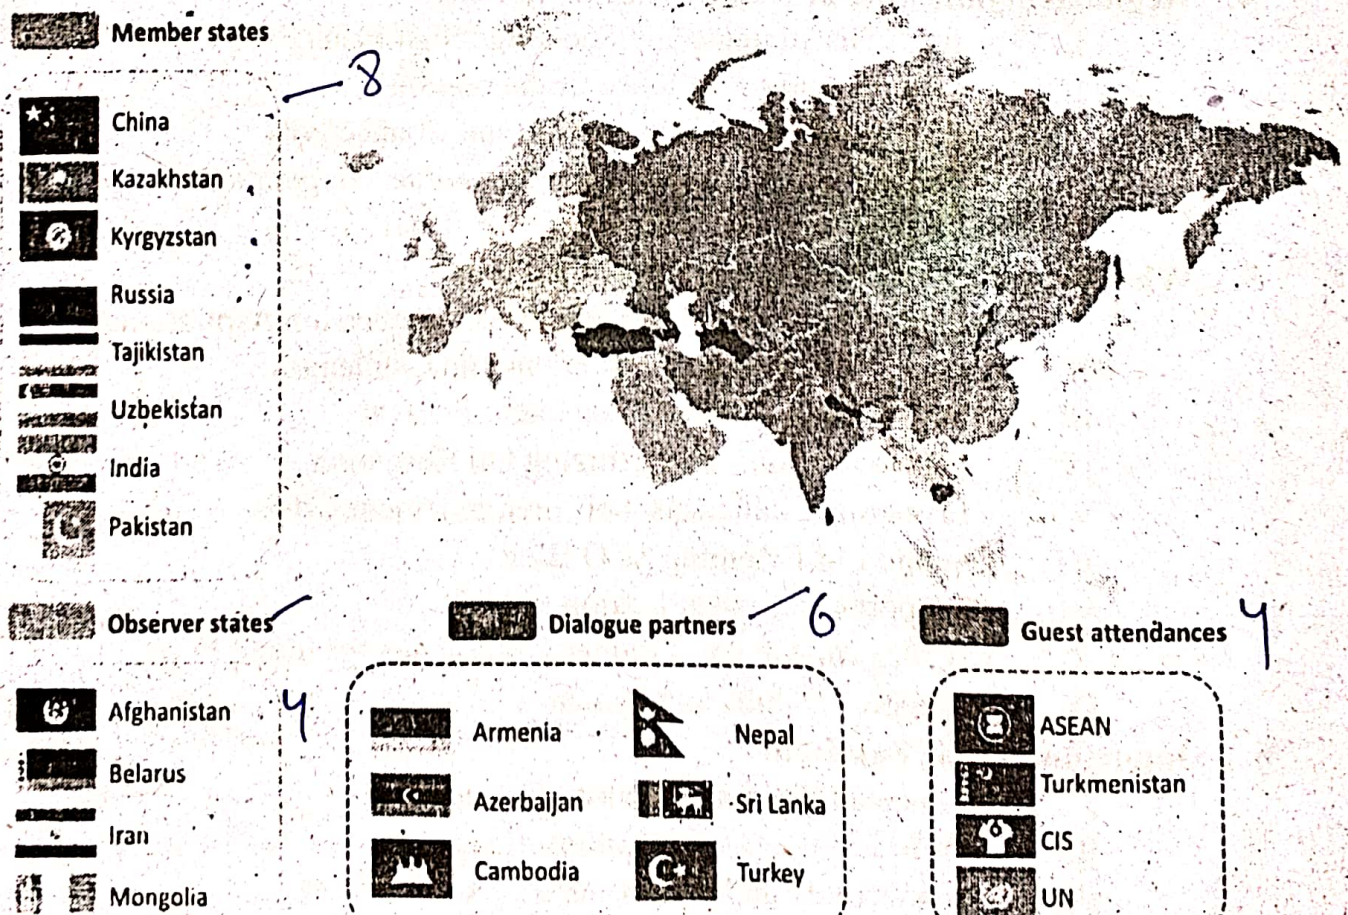 Member states
8
China
Kazakhstan
Kyrgyzstan
Russia
Tajikistan
Uzbekistan
India
Pakistan
Observer states
4
Afghanistan
Belarus
Iran
Mongolia
Dialogue partners
6
Armenia
Azerbaijan
Cambodia
Nepal
Sri Lanka
Turkey
Guest attendances
4
ASEAN
Turkmenistan
CIS
UN